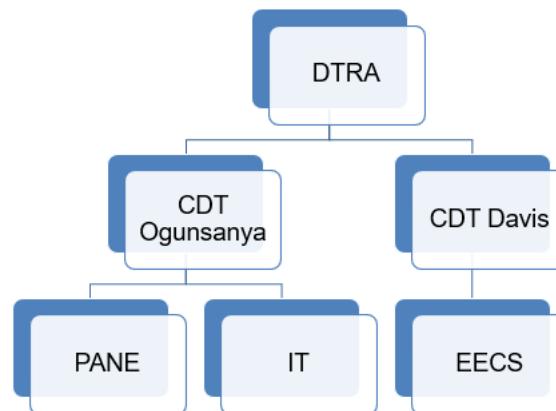 DTRA
CDT
Ogunsanya
CDT Davis
PANE
IT
EECS